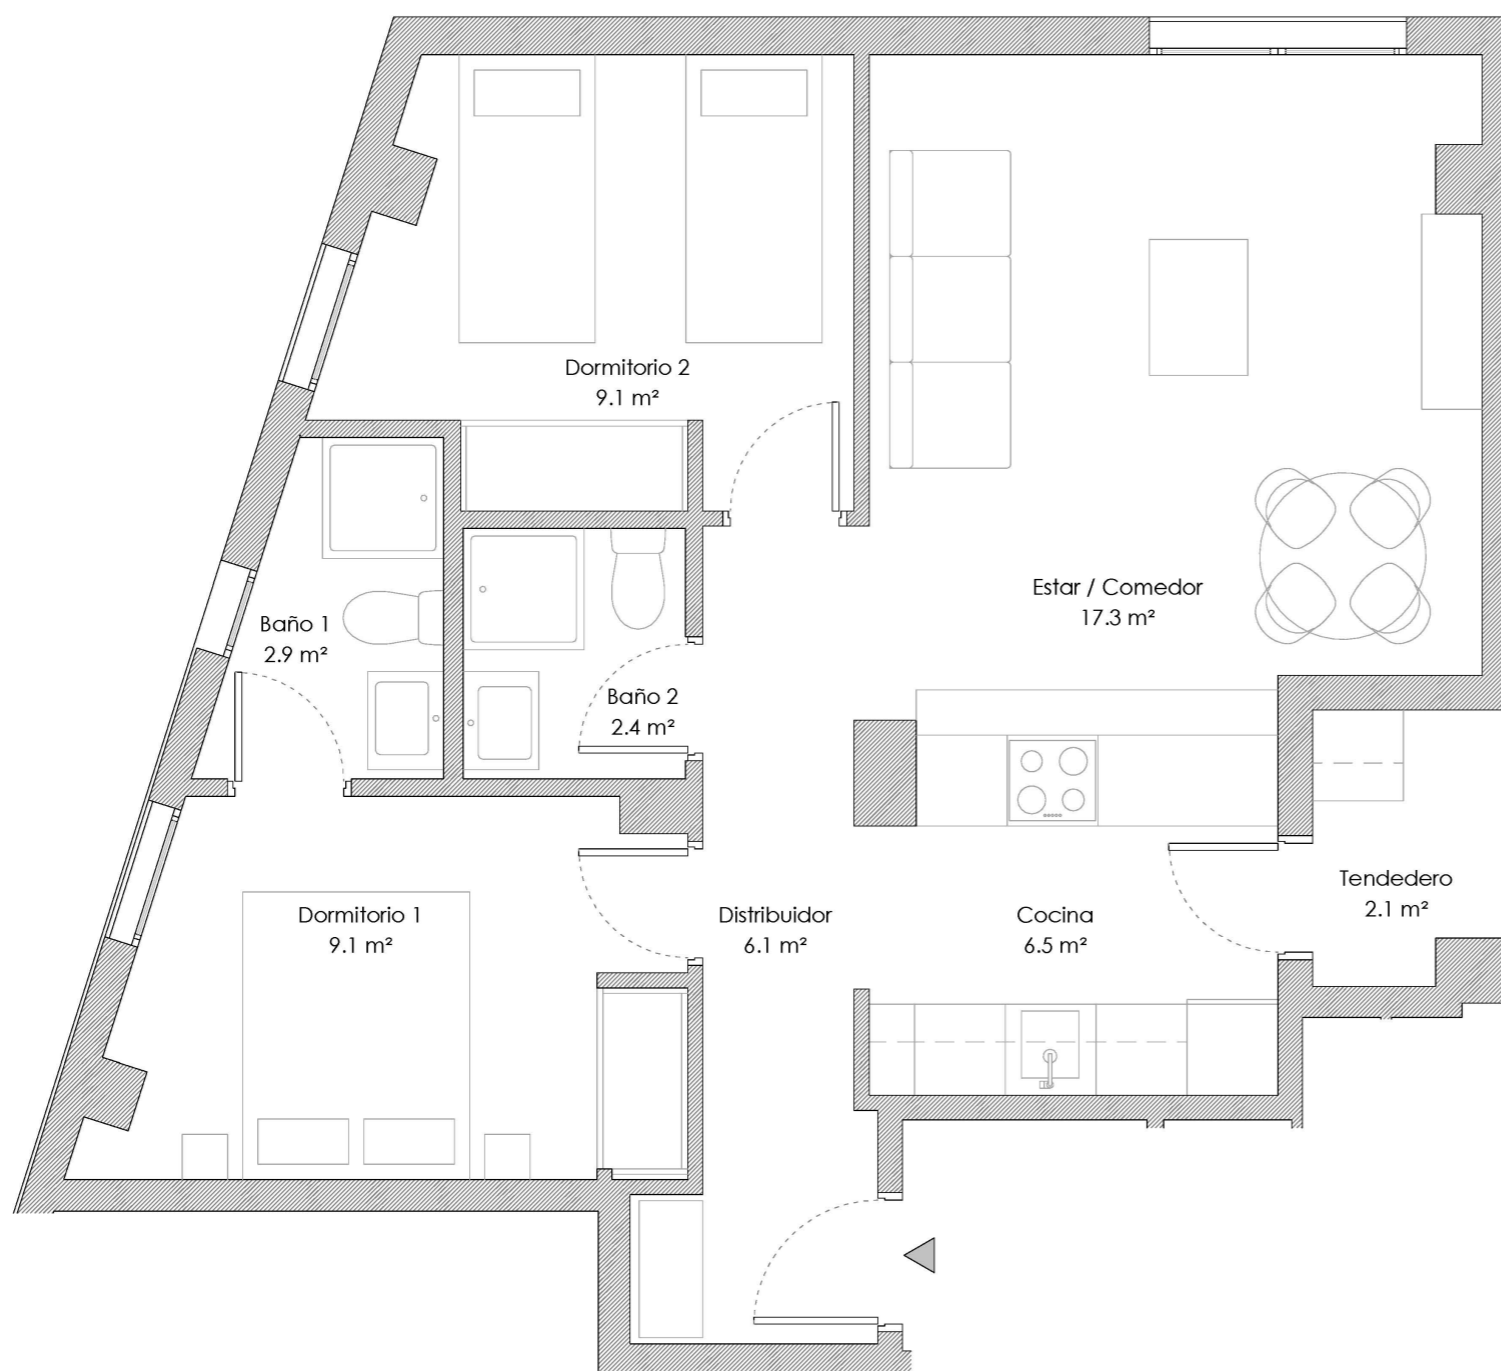 Dormitorio 2
9.1 m²
Estar / Comedor
17.3 m²
Baño 1
2.9 m²
Baño 2
2.4 m²
Tendedero
2.1 m²
Dormitorio 1
9.1 m²
Distribuidor
6.1 m²
Cocina
6.5 m²